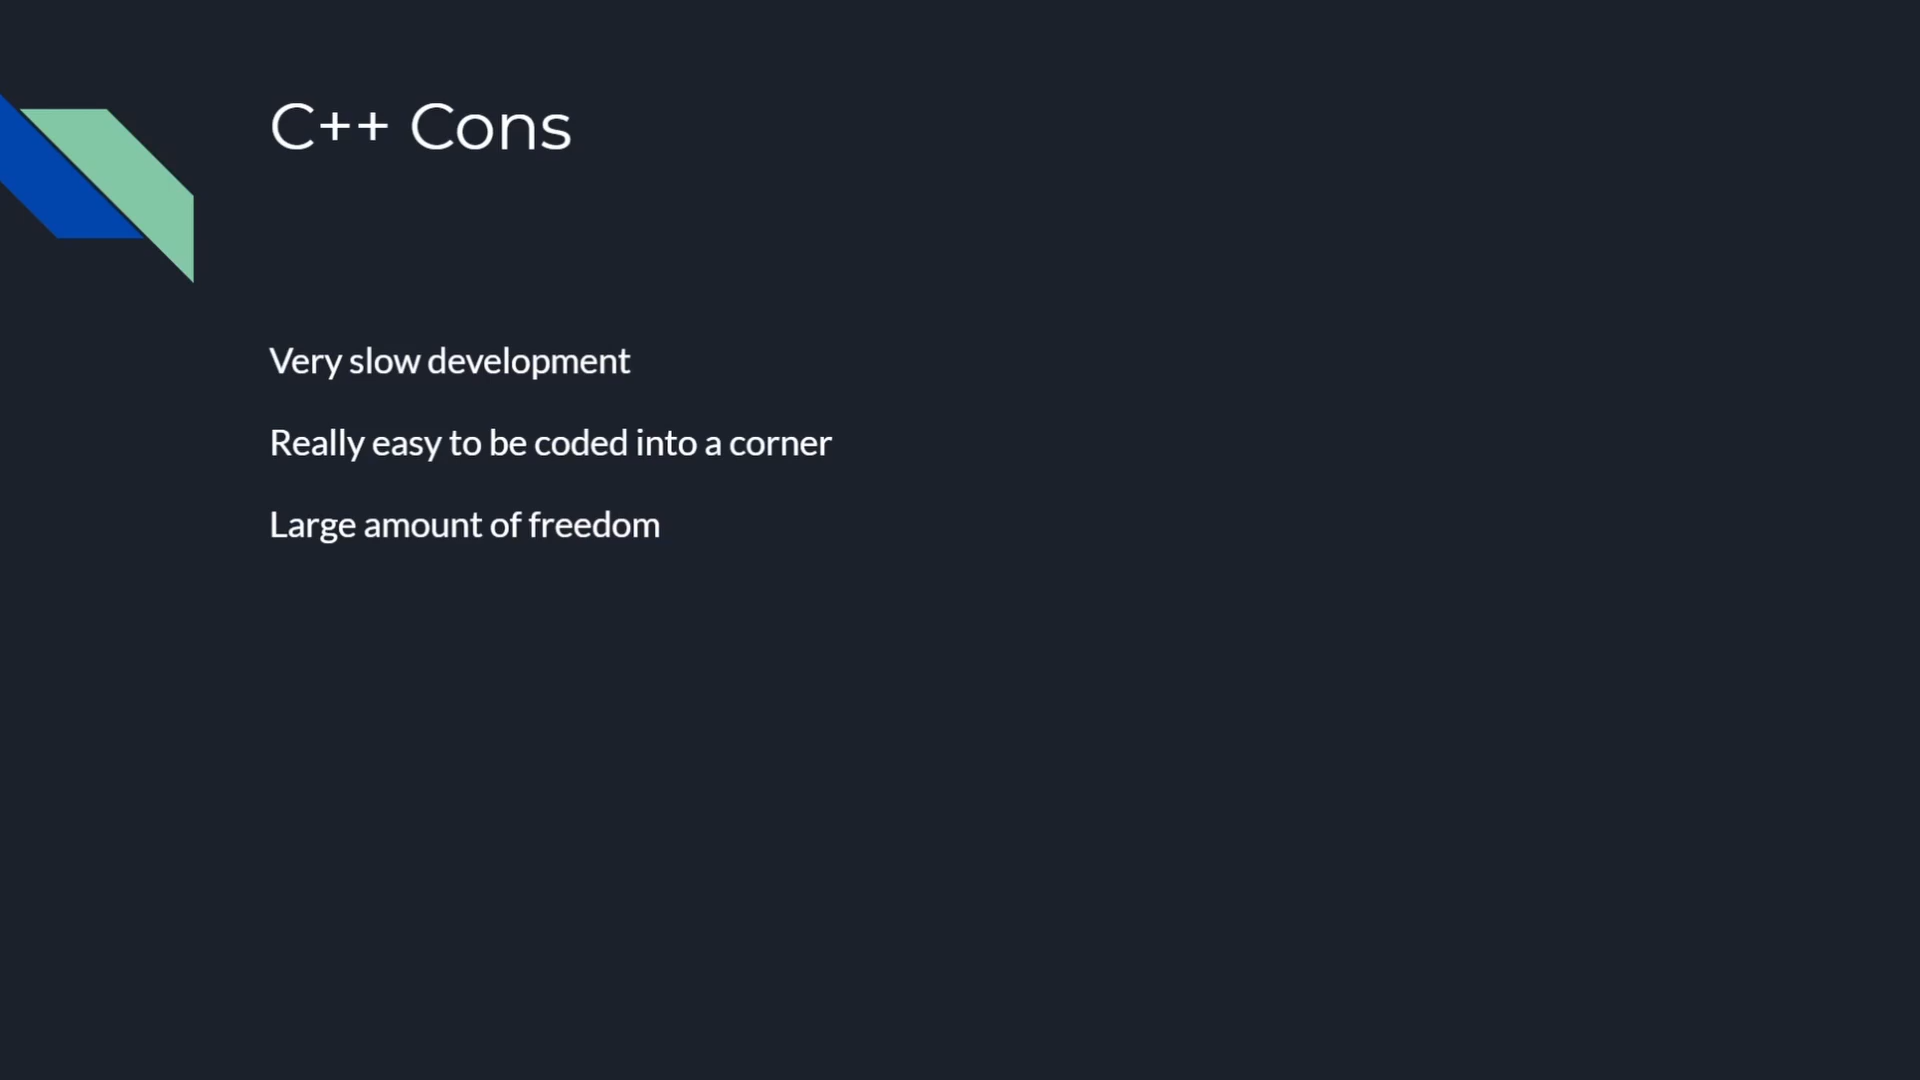 C++ Cons
Very slow development
Really easy to be coded into a corner
Large amount of freedom